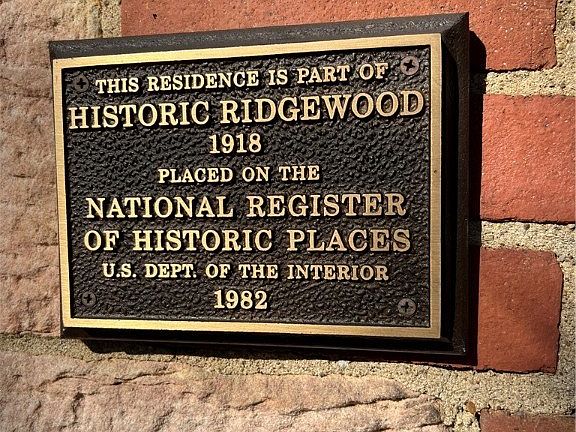 THIS RESIDENCE IS PART OF
HISTORIC RIDGEWOOD
1918
PLACED ON THE
NATIONAL REGISTER
OF HISTORIC PLACES
U.S. DEPT. OF THE INTERIOR
1982